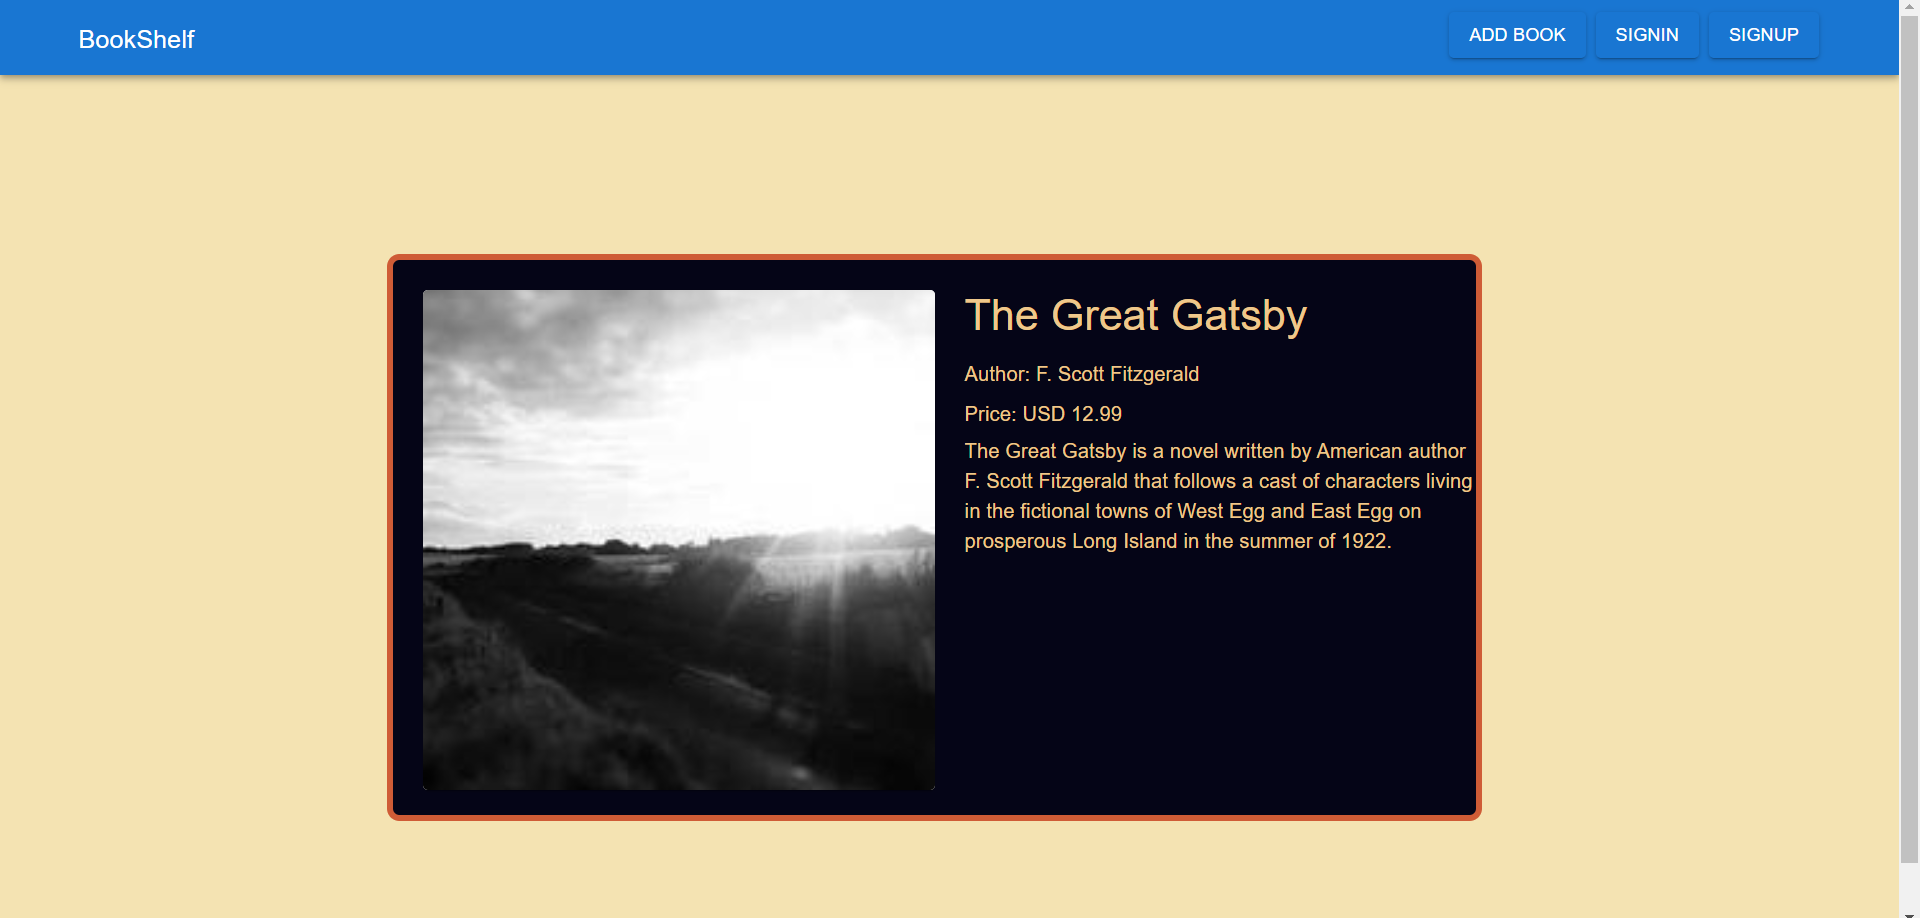 BookShelf
ADD BOOK
SIGNIN
SIGNUP
The Great Gatsby
Author: F. Scott Fitzgerald
Price: USD 12.99
The Great Gatsby is a novel written by American author
F. Scott Fitzgerald that follows a cast of characters living
in the fictional towns of West Egg and East Egg on
prosperous Long Island in the summer of 1922.